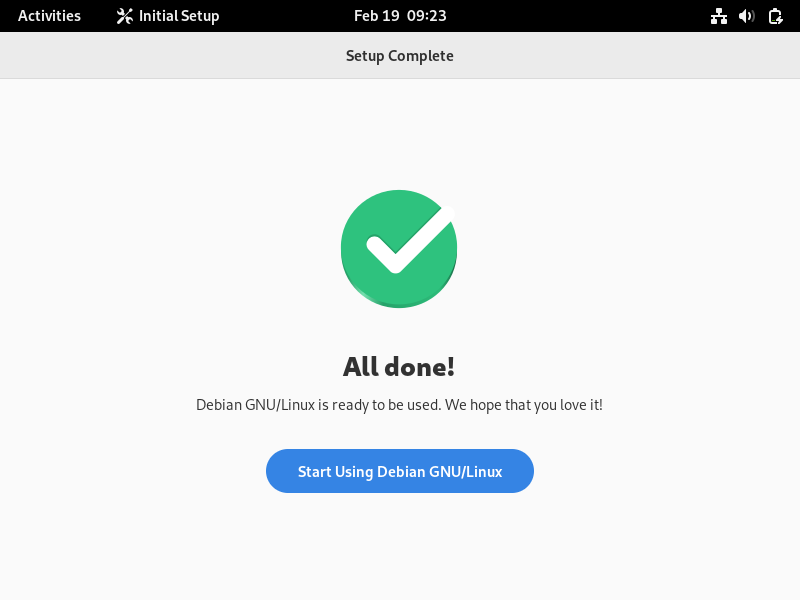 Activities Initial Setup Feb 19 09:23
Setup Complete
All done!
Debian GNU/Linux is ready to be used. We hope that you love it!
Start Using Debian GNU/Linux